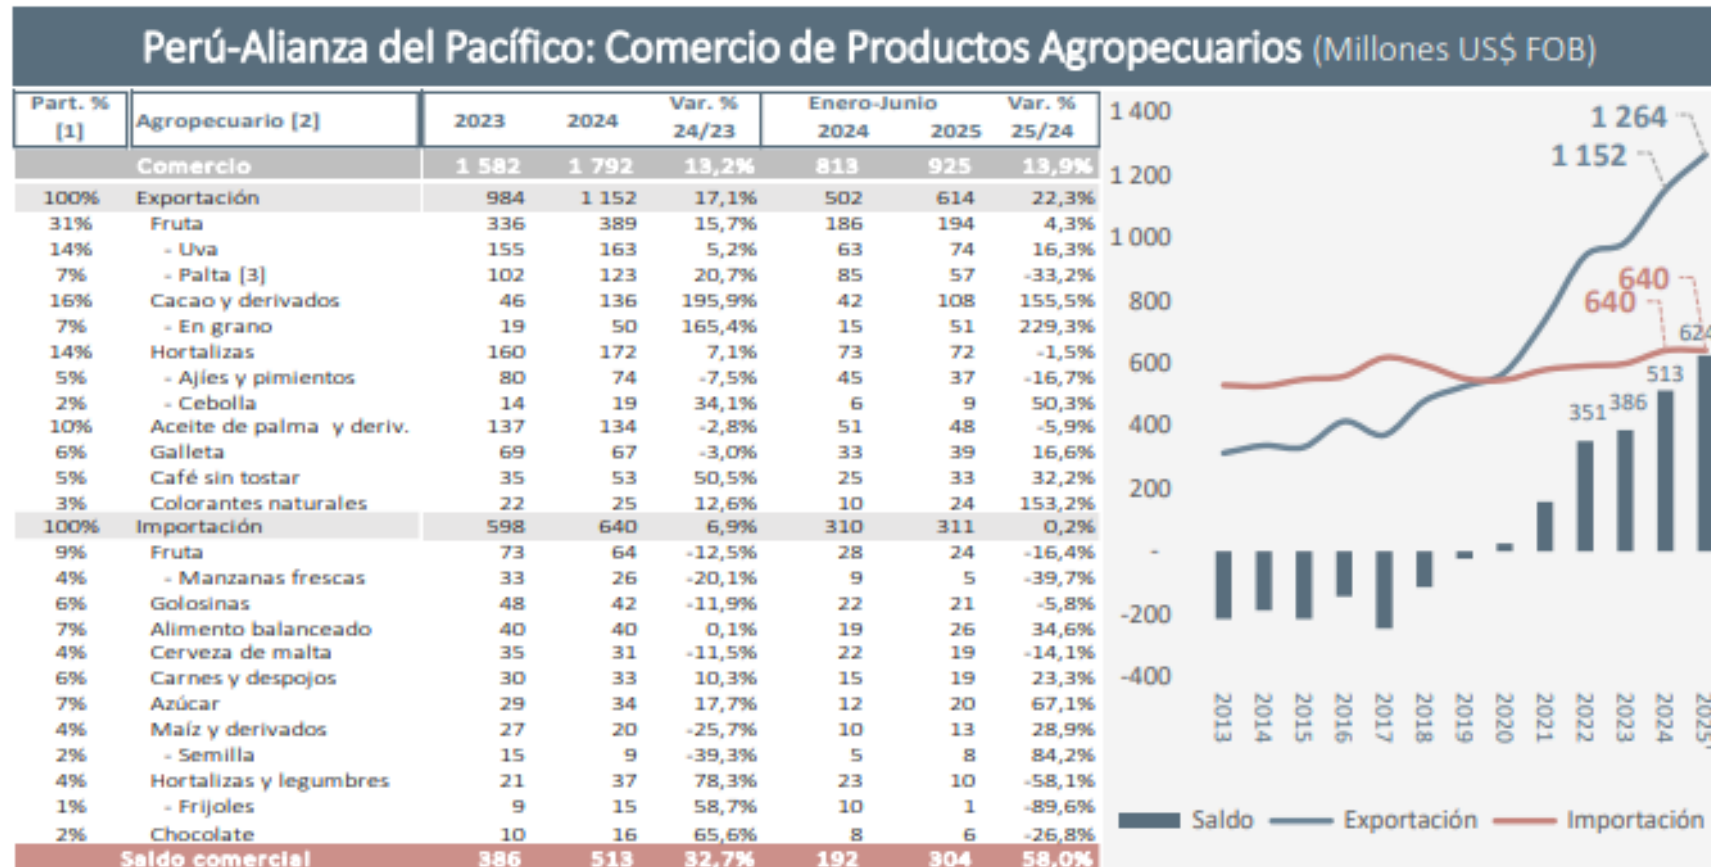 Perú-Alianza del Pacífico: Comercio de Productos Agropecuarios (Millones US$ FOB)
Part. % [1] Agropecuario [2] 2023 2024 Var. % 24/23 Enero-Junio 2024 2025 Var. % 25/24
Comercio 1 582 1 792 13,2% 813 925 13,9%
100% Exportación 984 1 152 17,1% 502 614 22,3%
31% Fruta 336 389 15,7% 186 194 4,3%
14% - Uva 155 163 5,2% 63 74 16,3%
7% - Palta [3] 102 123 20,7% 85 57 -33,2%
16% Cacao y derivados 46 136 195,9% 42 108 155,5%
7% - En grano 19 50 165,4% 15 51 229,3%
14% Hortalizas 160 172 7,1% 73 72 -1,5%
5% - Ajíes y pimientos 80 74 -7,5% 45 37 -16,7%
2% - Cebolla 14 19 34,1% 6 9 50,3%
10% Aceite de palma y deriv. 137 134 -2,8% 51 48 -5,9%
6% Galleta 69 67 -3,0% 33 39 16,6%
5% Café sin tostar 35 53 50,5% 25 33 32,2%
3% Colorantes naturales 22 25 12,6% 10 24 153,2%
100% Importación 598 640 6,9% 310 311 0,2%
9% Fruta 73 64 -12,5% 28 24 -16,4%
4% - Manzanas frescas 33 26 -20,1% 9 5 -39,7%
6% Golosinas 48 42 -11,9% 22 21 -5,8%
7% Alimento balanceado 40 40 0,1% 19 26 34,6%
4% Cerveza de malta 35 31 -11,5% 22 19 -14,1%
6% Carnes y despojos 30 33 10,3% 15 19 23,3%
7% Azúcar 29 34 17,7% 12 20 67,1%
4% Maíz y derivados 27 20 -25,7% 10 13 28,9%
2% - Semilla 15 9 -39,3% 5 8 84,2%
4% Hortalizas y legumbres 21 37 78,3% 23 10 -58,1%
1% - Frijoles 9 15 58,7% 10 1 -89,6%
2% Chocolate 10 16 65,6% 8 6 -26,8%
Saldo comercial 386 513 32,7% 192 304 58,0%
1 400
1 200
1 000
800
600
400
200
-
-200
-400
1 264
1 152
640
640
624
513
386
351
2013 2014 2015 2016 2017 2018 2019 2020 2021 2022 2023 2024 2025
Saldo Exportación Importación